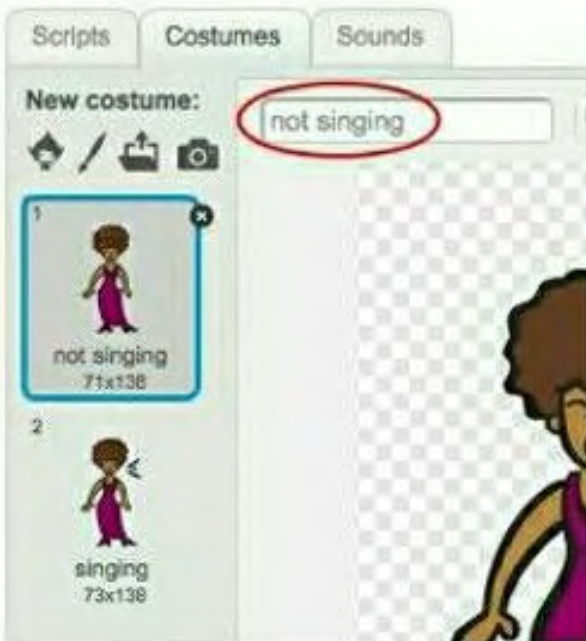 Scripts Costumes Sounds
New costume:
not singing
1
not singing
71x138
2
singing
73x138